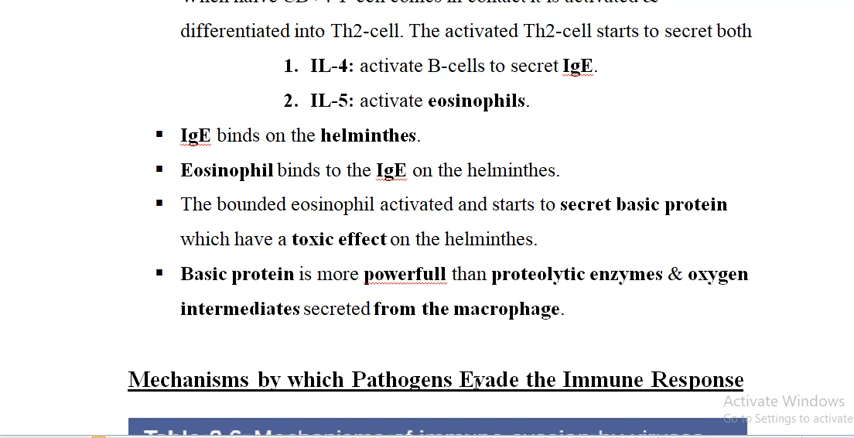 differentiated into Th2-cell. The activated Th2-cell starts to secret both
1. IL-4: activate B-cells to secret IgE.
2. IL-5: activate eosinophils.
▪ IgE binds on the helminthes.
▪ Eosinophil binds to the IgE on the helminthes.
▪ The bounded eosinophil activated and starts to secret basic protein
which have a toxic effect on the helminthes.
▪ Basic protein is more powerfull than proteolytic enzymes & oxygen
intermediates secreted from the macrophage.
Mechanisms by which Pathogens Evade the Immune Response
Activate Windows
Go to Settings to activate